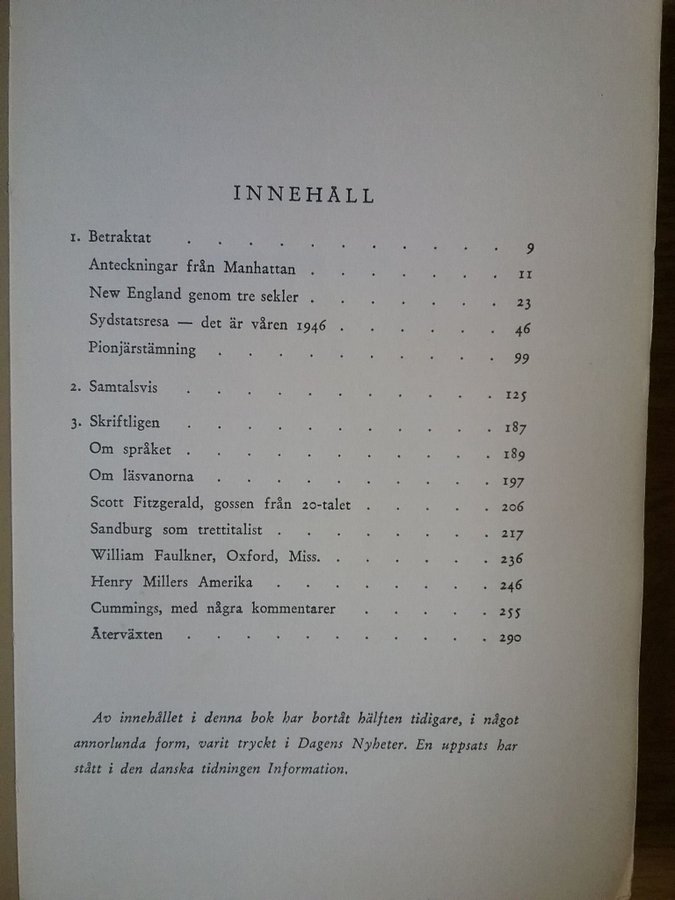 INNEHÅLL
1. Betraktat . . . . . . . . . . . 9
Anteckningar från Manhattan . . . . . . . 11
New England genom tre sekler . . . . . . . 23
Sydstatsresa — det är våren 1946 . . . . . . 46
Pionjärstämning . . . . . . . . . . 99
2. Samtalsvis . . . . . . . . . . . 125
3. Skriftligen . . . . . . . . . . . 187
Om språket . . . . . . . . . . . 189
Om läsvanorna . . . . . . . . . . 197
Scott Fitzgerald, gossen från 20-talet . . . . . 206
Sandburg som trettitalist . . . . . . . . 217
William Faulkner, Oxford, Miss. . . . . . . 236
Henry Millers Amerika . . . . . . . . 246
Cummings, med några kommentarer . . . . . 255
Återväxten . . . . . . . . . . . 290
Av innehållet i denna bok har bortåt hälften tidigare, i något
annorlunda form, varit tryckt i Dagens Nyheter. En uppsats har
stått i den danska tidningen Information.